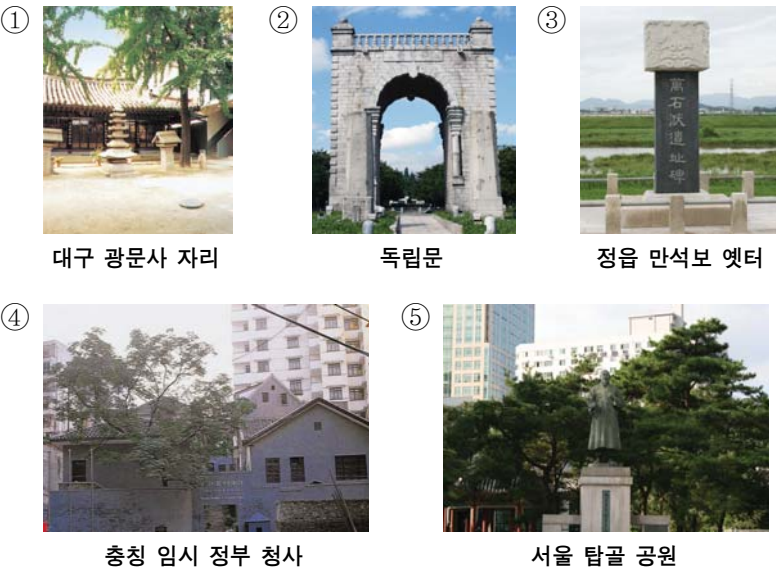 ①
②
③
萬石洑遺址碑
대구 광문사 자리
독립문
정읍 만석보 옛터
④
⑤
충칭 임시 정부 청사
서울 탑골 공원